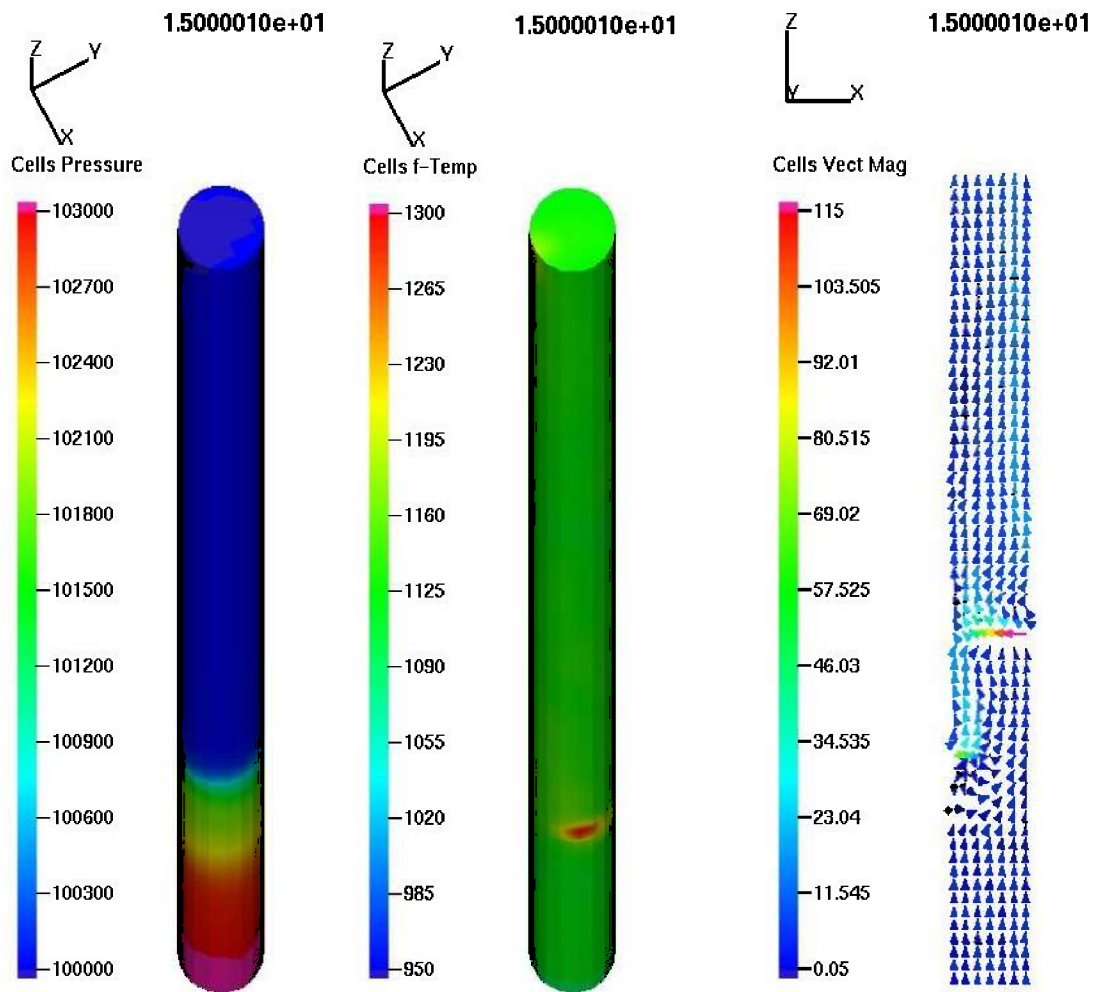 1.5000010e+01
Z
Y
X
Cells Pressure
103000
102700
102400
102100
101800
101500
101200
100900
100600
100300
100000
1.5000010e+01
Z
Y
X
Cells f-Temp
1300
1265
1230
1195
1160
1125
1090
1055
1020
985
950
1.5000010e+01
Z
Y
X
Cells Vect Mag
115
103.505
92.01
80.515
69.02
57.525
46.03
34.535
23.04
11.545
0.05